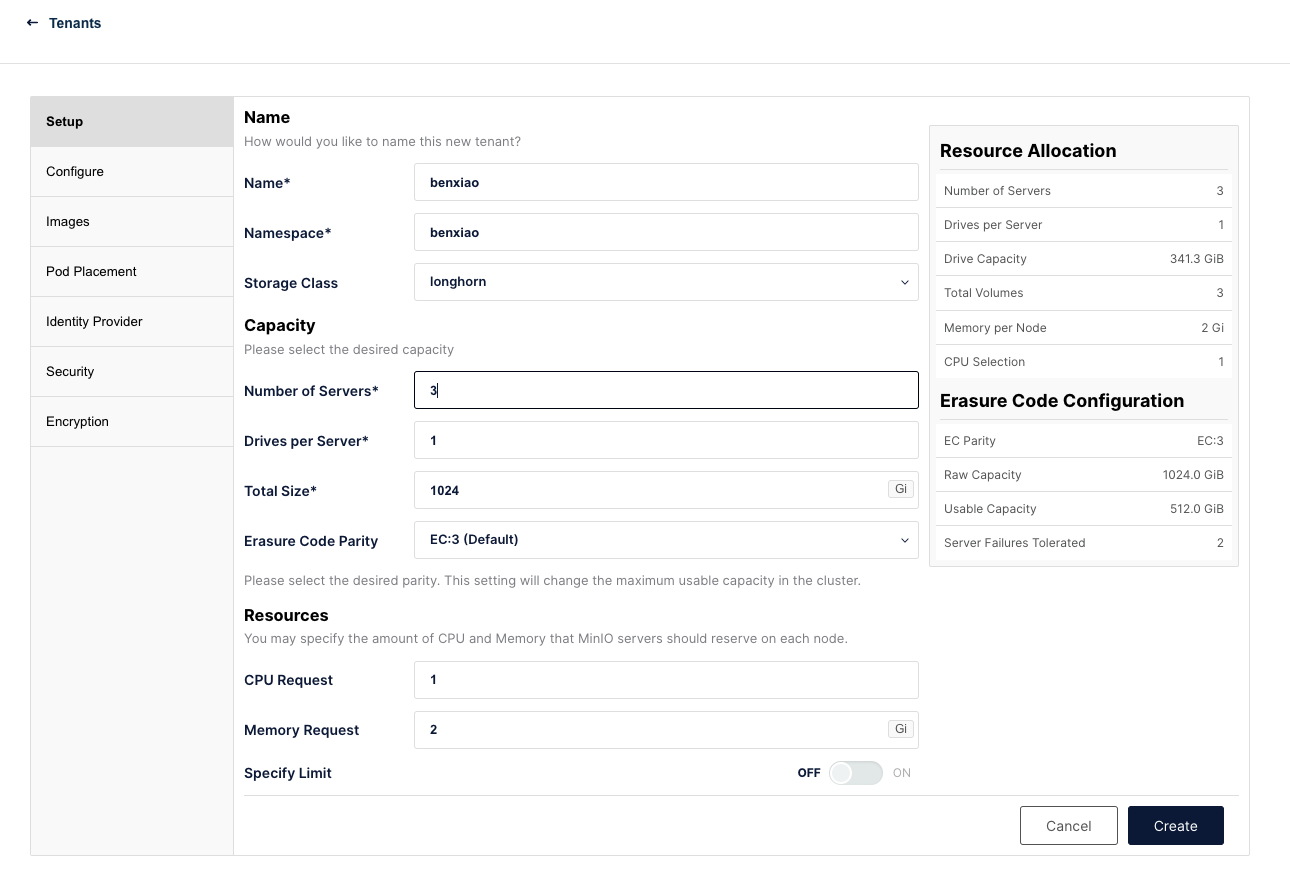 ← Tenants
Setup
Configure
Images
Pod Placement
Identity Provider
Security
Encryption
Name
How would you like to name this new tenant?
Name* benxiao
Namespace* benxiao
Storage Class longhorn
Capacity
Please select the desired capacity
Number of Servers* 3
Drives per Server* 1
Total Size* 1024 Gi
Erasure Code Parity EC:3 (Default)
Please select the desired parity. This setting will change the maximum usable capacity in the cluster.
Resources
You may specify the amount of CPU and Memory that MinIO servers should reserve on each node.
CPU Request 1
Memory Request 2 Gi
Specify Limit OFF ON
Resource Allocation
Number of Servers 3
Drives per Server 1
Drive Capacity 341.3 GiB
Total Volumes 3
Memory per Node 2 Gi
CPU Selection 1
Erasure Code Configuration
EC Parity EC:3
Raw Capacity 1024.0 GiB
Usable Capacity 512.0 GiB
Server Failures Tolerated 2
Cancel Create